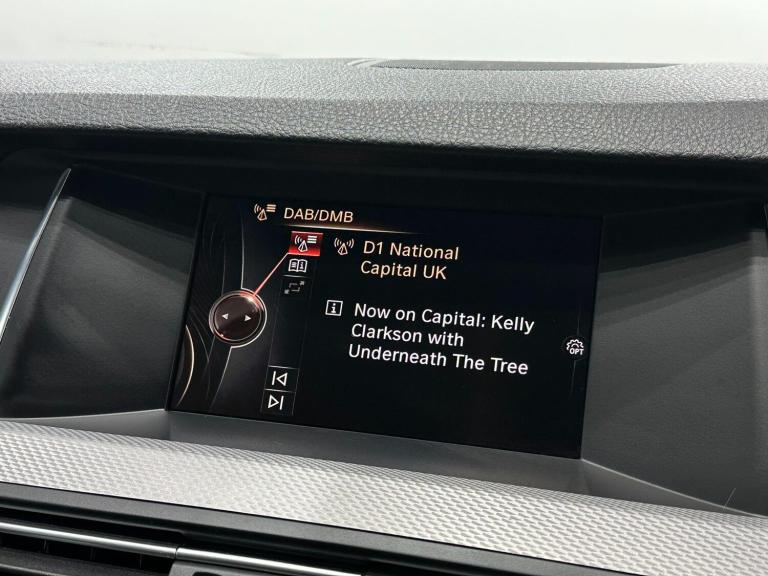 DAB/DMB
D1 National
Capital UK
Now on Capital: Kelly
Clarkson with
Underneath The Tree
OPT